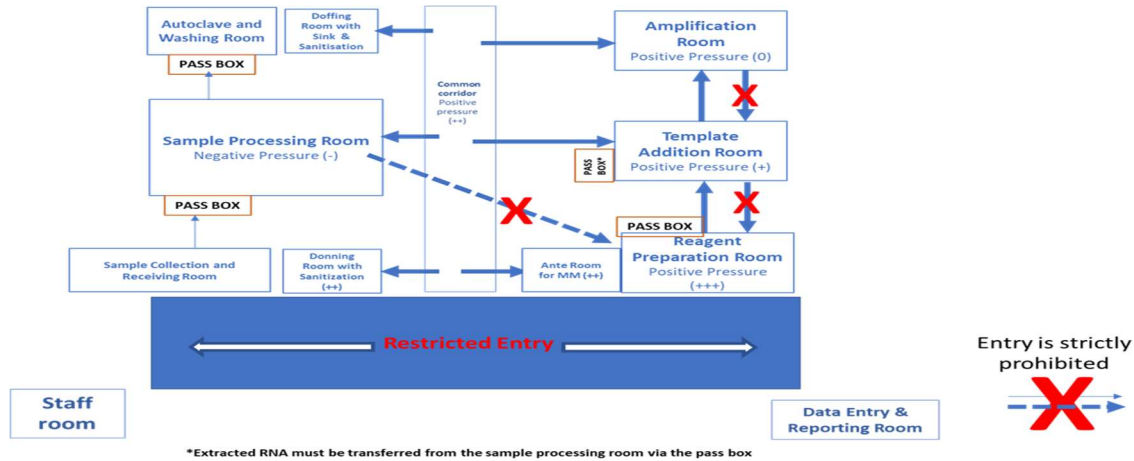 Autoclave and
Washing Room
PASS BOX
Doffing
Room with
Sink &
Sanitisation
Amplification
Room
Positive Pressure (0)
X
Common
corridor
Positive
pressure
(++)
Sample Processing Room
Negative Pressure (-)
PASS BOX
Template
Addition Room
Positive Pressure (+)
PASS
BOX*
X
X
PASS BOX
Reagent
Preparation Room
Positive Pressure
(+++)
Sample Collection and
Receiving Room
Donning
Room with
Sanitization
(++)
Ante Room
for MM (++)
Restricted Entry
Entry is strictly
prohibited
X
Staff
room
Data Entry &
Reporting Room
*Extracted RNA must be transferred from the sample processing room via the pass box